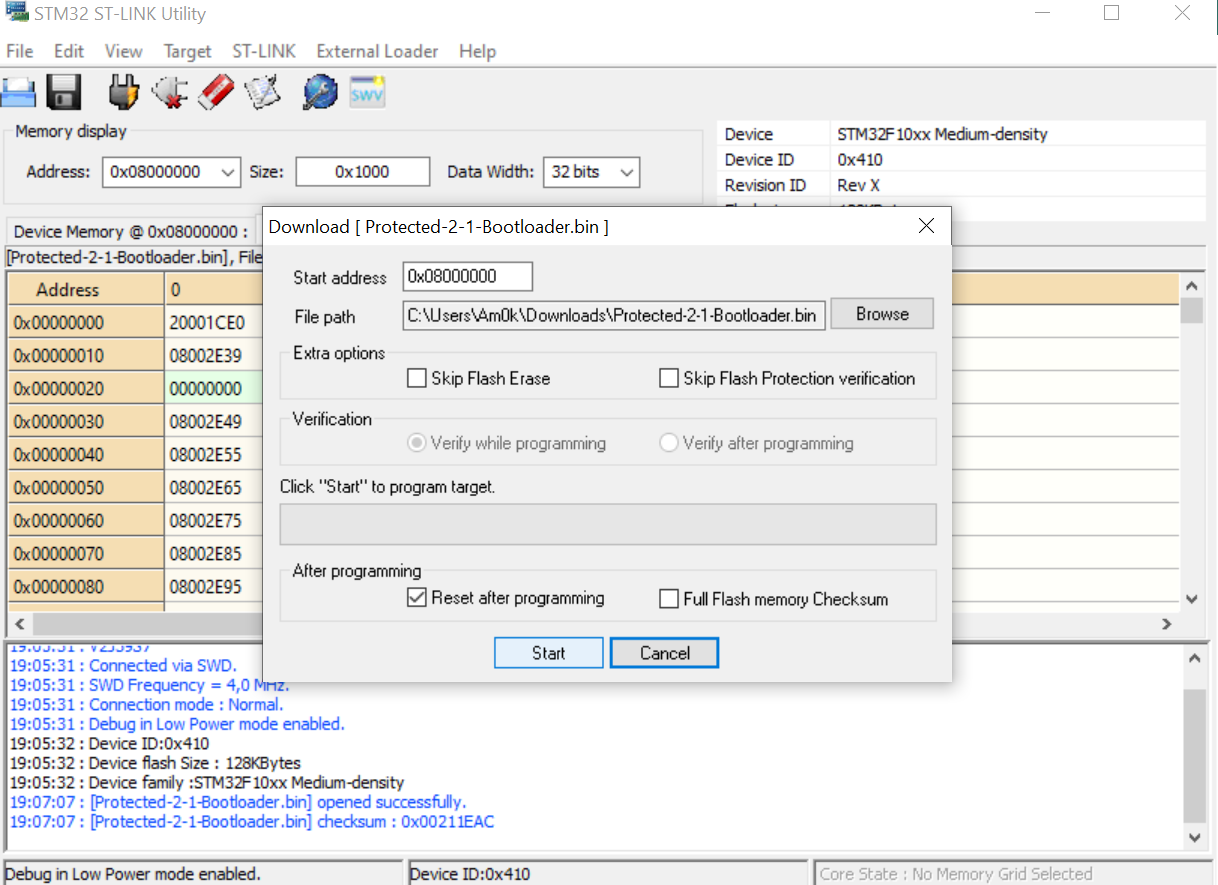 STM32 ST-LINK Utility
File Edit View Target ST-LINK External Loader Help
SWV
Memory display
Address: 0x08000000 Size: 0x1000 Data Width: 32 bits
Device STM32F10xx Medium-density
Device ID 0x410
Revision ID Rev X
Device Memory @ 0x08000000 :
[Protected-2-1-Bootloader.bin], File
Address 0
0x00000000 20001CE0
0x00000010 08002E39
0x00000020 00000000
0x00000030 08002E49
0x00000040 08002E55
0x00000050 08002E65
0x00000060 08002E75
0x00000070 08002E85
0x00000080 08002E95
Download [ Protected-2-1-Bootloader.bin ]
Start address 0x08000000
File path C:\Users\Am0k\Downloads\Protected-2-1-Bootloader.bin Browse
Extra options
Skip Flash Erase Skip Flash Protection verification
Verification
Verify while programming Verify after programming
Click "Start" to program target.
After programming
Reset after programming Full Flash memory Checksum
Start Cancel
19:05:31 : Connected via SWD.
19:05:31 : SWD Frequency = 4,0 MHz.
19:05:31 : Connection mode : Normal.
19:05:31 : Debug in Low Power mode enabled.
19:05:32 : Device ID:0x410
19:05:32 : Device flash Size : 128KBytes
19:05:32 : Device family :STM32F10xx Medium-density
19:07:07 : [Protected-2-1-Bootloader.bin] opened successfully.
19:07:07 : [Protected-2-1-Bootloader.bin] checksum : 0x00211EAC
Debug in Low Power mode enabled. Device ID:0x410 Core State : No Memory Grid Selected